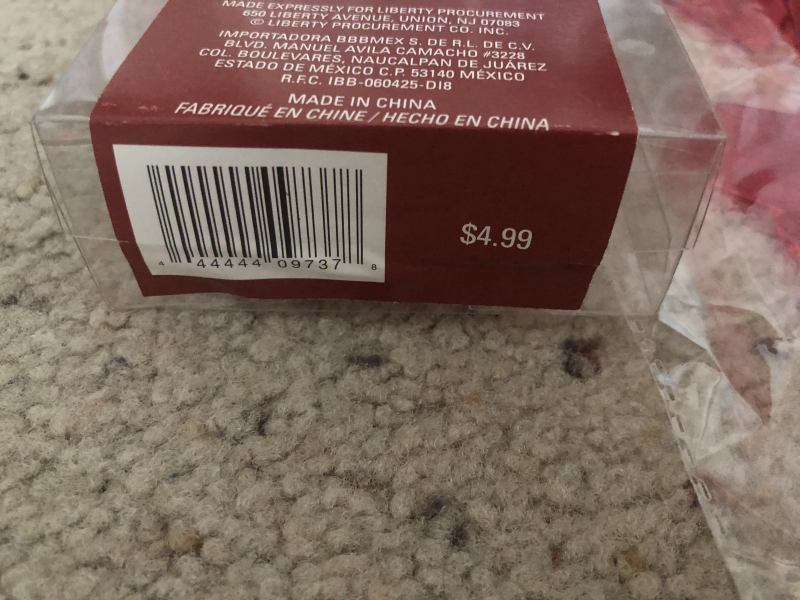 MADE EXPRESSLY FOR LIBERTY PROCUREMENT
650 LIBERTY AVENUE, UNION, NJ 07083
© LIBERTY PROCUREMENT CO. INC.
IMPORTADORA BBBMEX S. DE R.L. DE C.V.
BLVD. MANUEL AVILA CAMACHO #3228
COL. BOULEVARES, NAUCALPAN DE JUÁREZ
ESTADO DE MÉXICO C.P. 53140 MÉXICO
R.F.C. IBB-060425-DI8
MADE IN CHINA
FABRIQUÉ EN CHINE / HECHO EN CHINA
$4.99
4 44444 09737 8